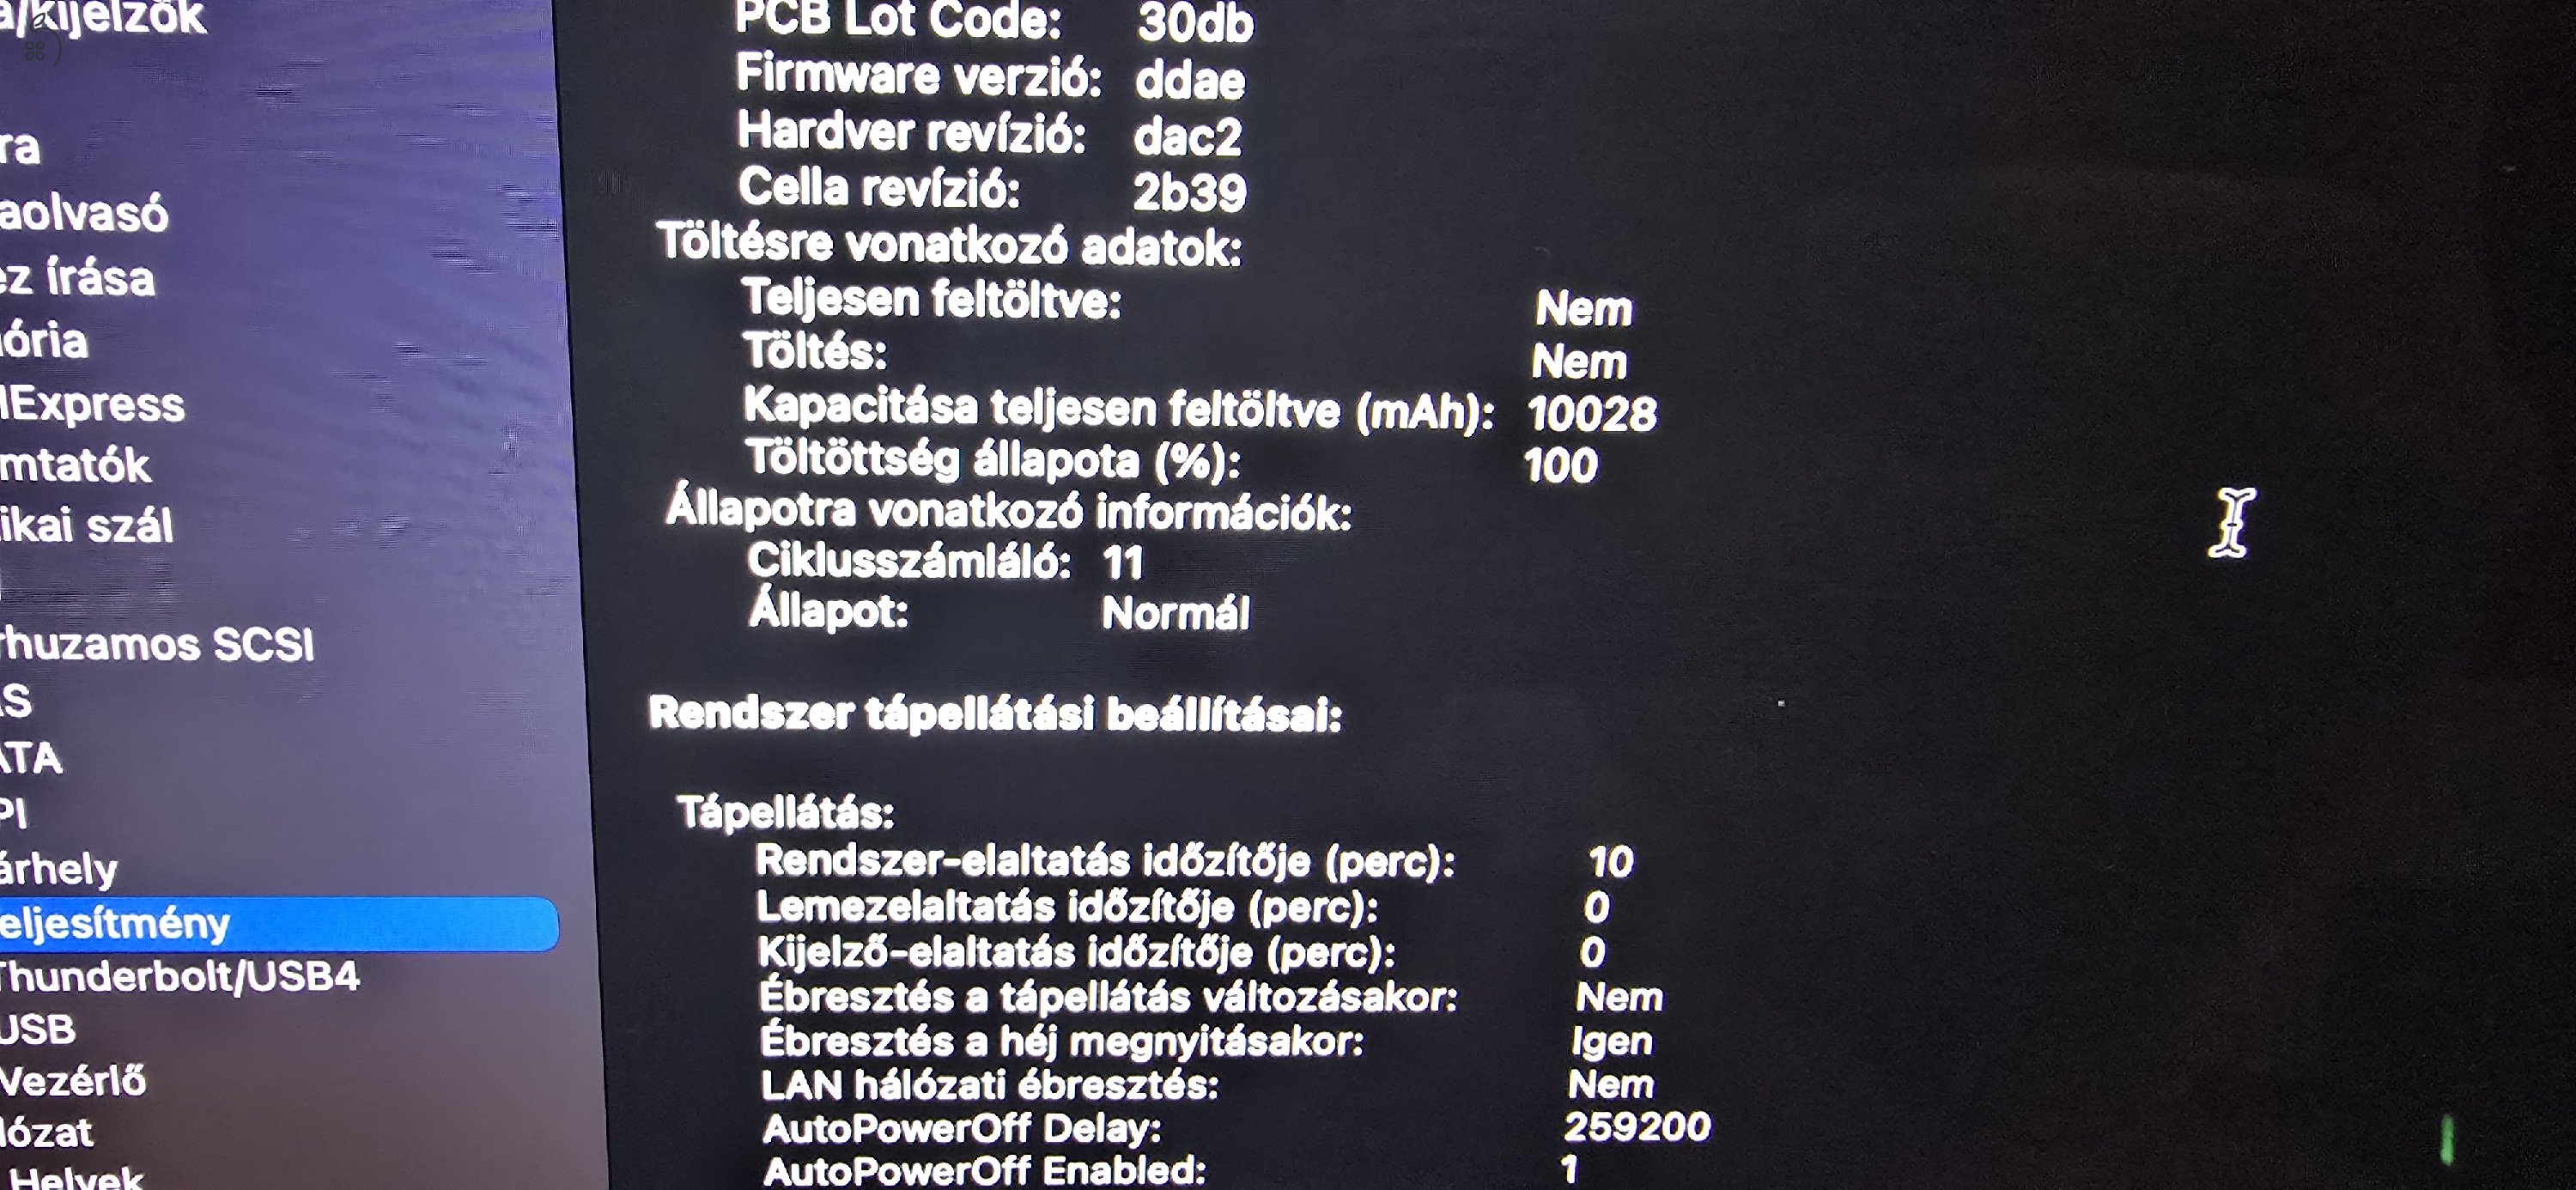 a/kijelzők
ra
aolvasó
ez írása
ória
lExpress
mtatók
ikai szál
rhuzamos SCSI
AS
ATA
PI
árhely
eljesítmény
Thunderbolt/USB4
USB
Vezérlő
lózat
Helyek
PCB Lot Code: 30db
Firmware verzió: ddae
Hardver revízió: dac2
Cella revízió: 2b39
Töltésre vonatkozó adatok:
Teljesen feltöltve: Nem
Töltés: Nem
Kapacitása teljesen feltöltve (mAh): 10028
Töltöttség állapota (%): 100
Állapotra vonatkozó információk:
Ciklusszámláló: 11
Állapot: Normál
Rendszer tápellátási beállításai:
Tápellátás:
Rendszer-elaltatás időzítője (perc): 10
Lemezelaltatás időzítője (perc): 0
Kijelző-elaltatás időzítője (perc): 0
Ébresztés a tápellátás változásakor: Nem
Ébresztés a héj megnyitásakor: Igen
LAN hálózati ébresztés: Nem
AutoPowerOff Delay: 259200
AutoPowerOff Enabled: 1